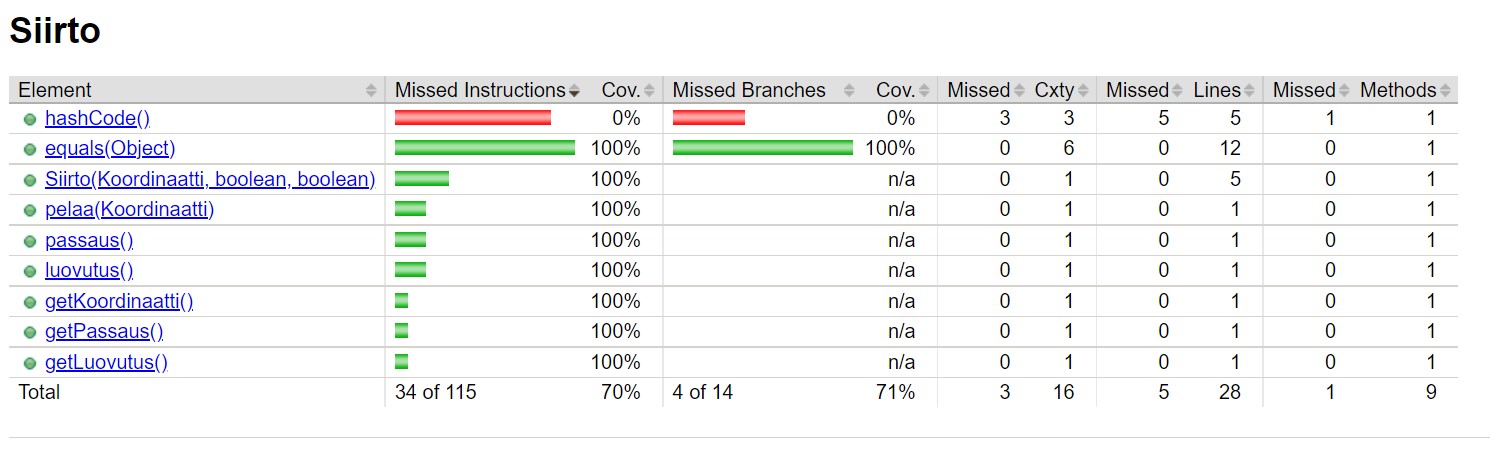 Siirto
Element Missed Instructions Cov. Missed Branches Cov. Missed Cxty Missed Lines Missed Methods
hashCode() 0% 0% 3 3 5 5 1 1
equals(Object) 100% 100% 0 6 0 12 0 1
Siirto(Koordinaatti, boolean, boolean) 100% n/a 0 1 0 5 0 1
pelaa(Koordinaatti) 100% n/a 0 1 0 1 0 1
passaus() 100% n/a 0 1 0 1 0 1
luovutus() 100% n/a 0 1 0 1 0 1
getKoordinaatti() 100% n/a 0 1 0 1 0 1
getPassaus() 100% n/a 0 1 0 1 0 1
getLuovutus() 100% n/a 0 1 0 1 0 1
Total 34 of 115 70% 4 of 14 71% 3 16 5 28 1 9